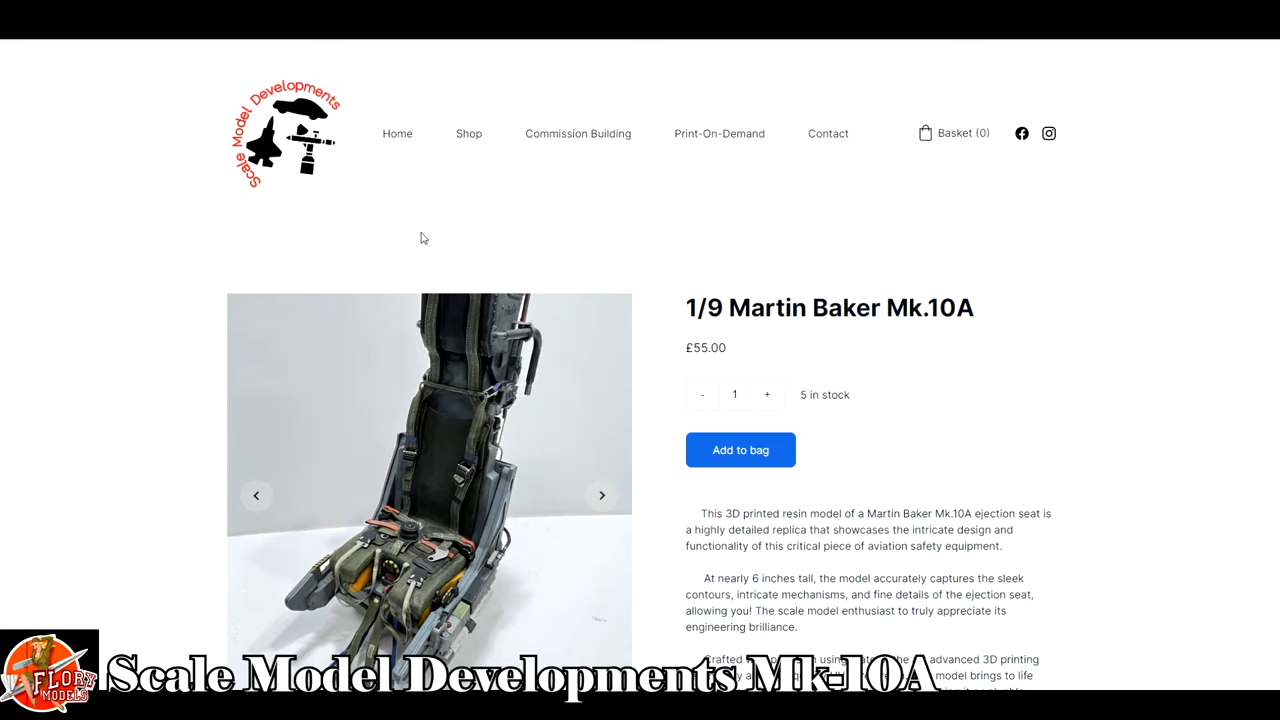 Scale Model Developments
Home
Shop
Commission Building
Print-On-Demand
Contact
Basket (0)
1/9 Martin Baker Mk.10A
£55.00
-
1
+
5 in stock
Add to bag
This 3D printed resin model of a Martin Baker Mk.10A ejection seat is
a highly detailed replica that showcases the intricate design and
functionality of this critical piece of aviation safety equipment.
At nearly 6 inches tall, the model accurately captures the sleek
contours, intricate mechanisms, and fine details of the ejection seat,
allowing you! The scale model enthusiast to truly appreciate its
engineering brilliance.
using advanced 3D printing
model brings to life
FLORY
MODELS
Scale Model Developments Mk-10A